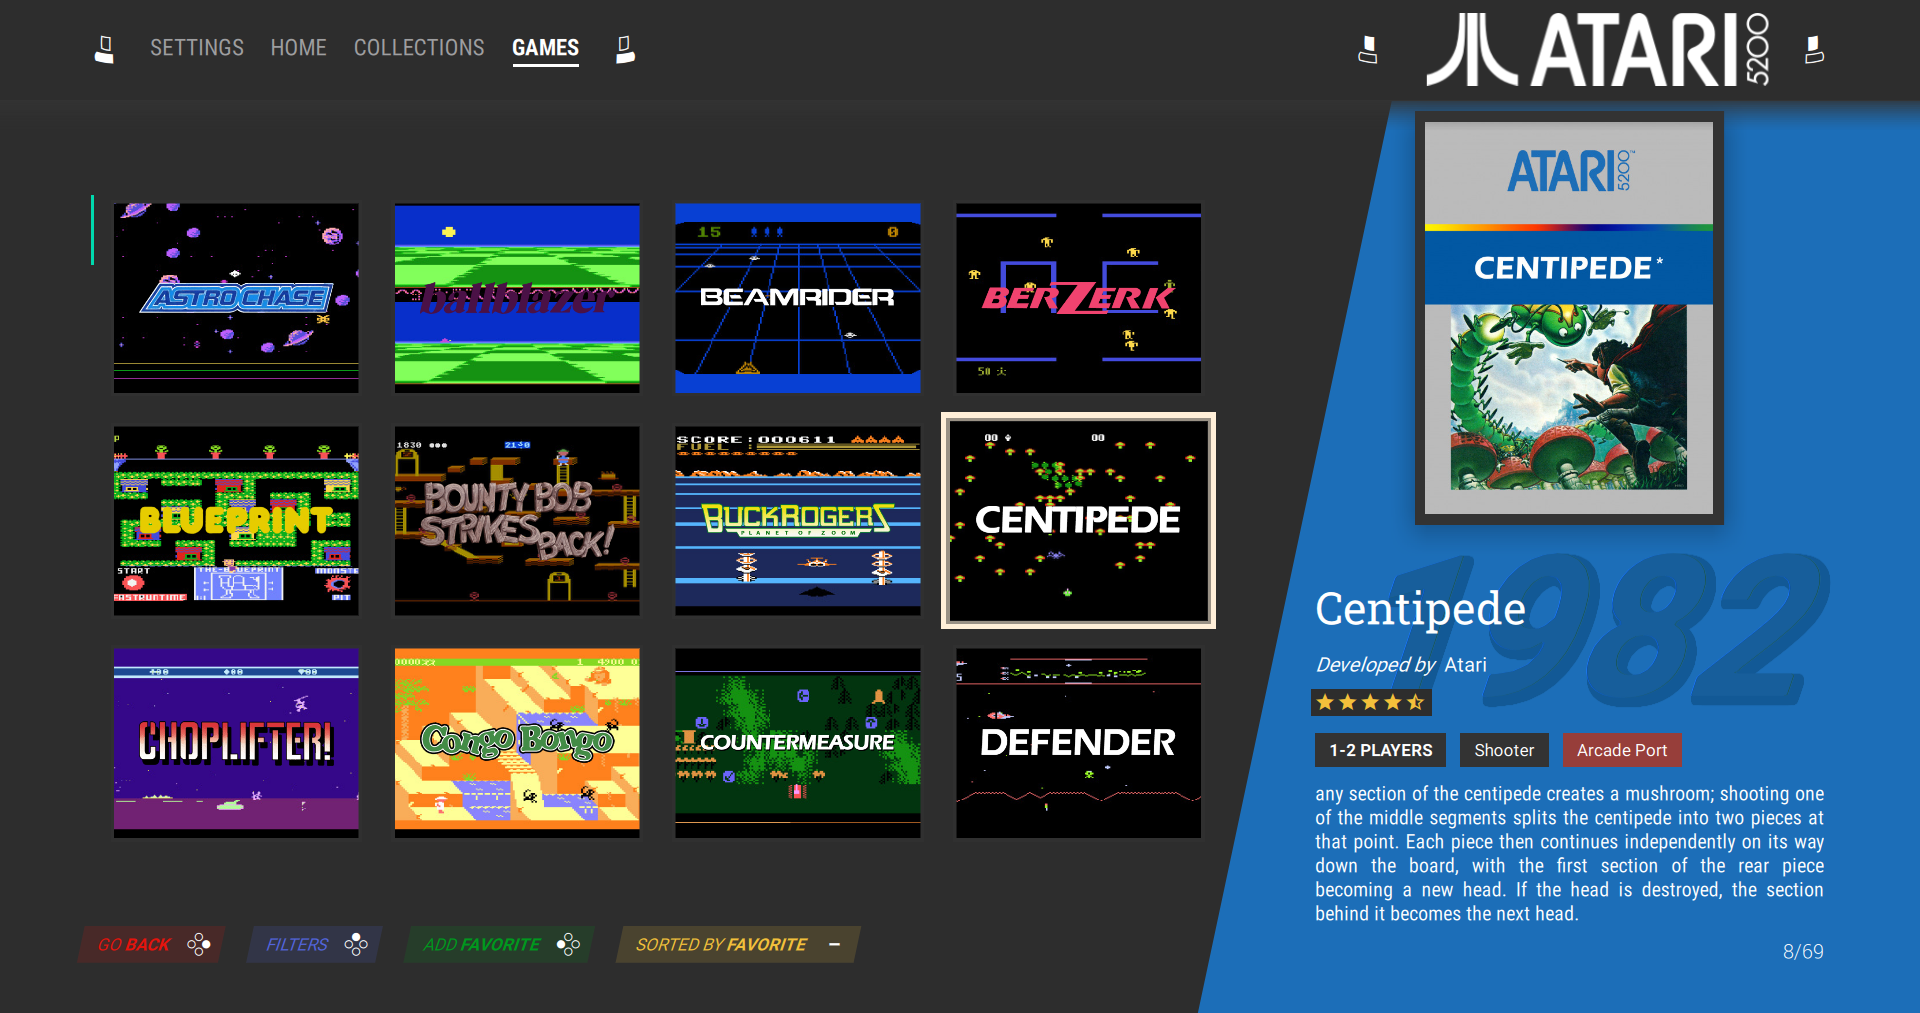 SETTINGS HOME COLLECTIONS GAMES
ATARI 5200
ATARI 5200
CENTIPEDE*
ASTRO CHASE
ballblazer
15 0
BEAMRIDER
BERZERK
50
BLUEPRINT
START THE BLUEPRINT MONSTE
FASTRUNTIME PIT
1830
BOUNTY BOB
STRIKES
BACK!
SCORE:000611
FUEL
BUCK ROGERS
PLANET OF ZOOM
00 00
CENTIPEDE
CHOPLIFTER!
1 4900 0
Congo Bongo
COUNTERMEASURE
DEFENDER
1982
Centipede
Developed by Atari
1-2 PLAYERS Shooter Arcade Port
any section of the centipede creates a mushroom; shooting one
of the middle segments splits the centipede into two pieces at
that point. Each piece then continues independently on its way
down the board, with the first section of the rear piece
becoming a new head. If the head is destroyed, the section
behind it becomes the next head.
8/69
GO BACK FILTERS ADD FAVORITE SORTED BY FAVORITE